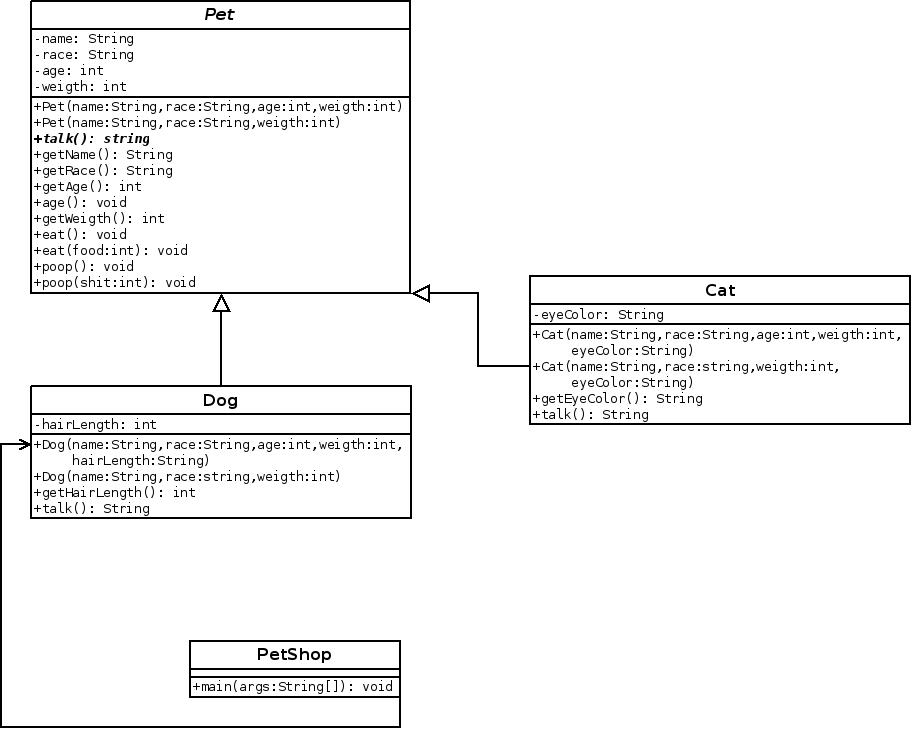 Pet
-name: String
-race: String
-age: int
-weigth: int
+Pet(name:String,race:String,age:int,weigth:int)
+Pet(name:String,race:String,weigth:int)
+talk(): string
+getName(): String
+getRace(): String
+getAge(): int
+age(): void
+getWeigth(): int
+eat(): void
+eat(food:int): void
+poop(): void
+poop(shit:int): void
Cat
-eyeColor: String
+Cat(name:String,race:String,age:int,weigth:int,
eyeColor:String)
+Cat(name:String,race:string,weigth:int,
eyeColor:String)
+getEyeColor(): String
+talk(): String
Dog
-hairLength: int
+Dog(name:String,race:String,age:int,weigth:int,
hairLength:String)
+Dog(name:String,race:string,weigth:int)
+getHairLength(): int
+talk(): String
PetShop
+main(args:String[]): void